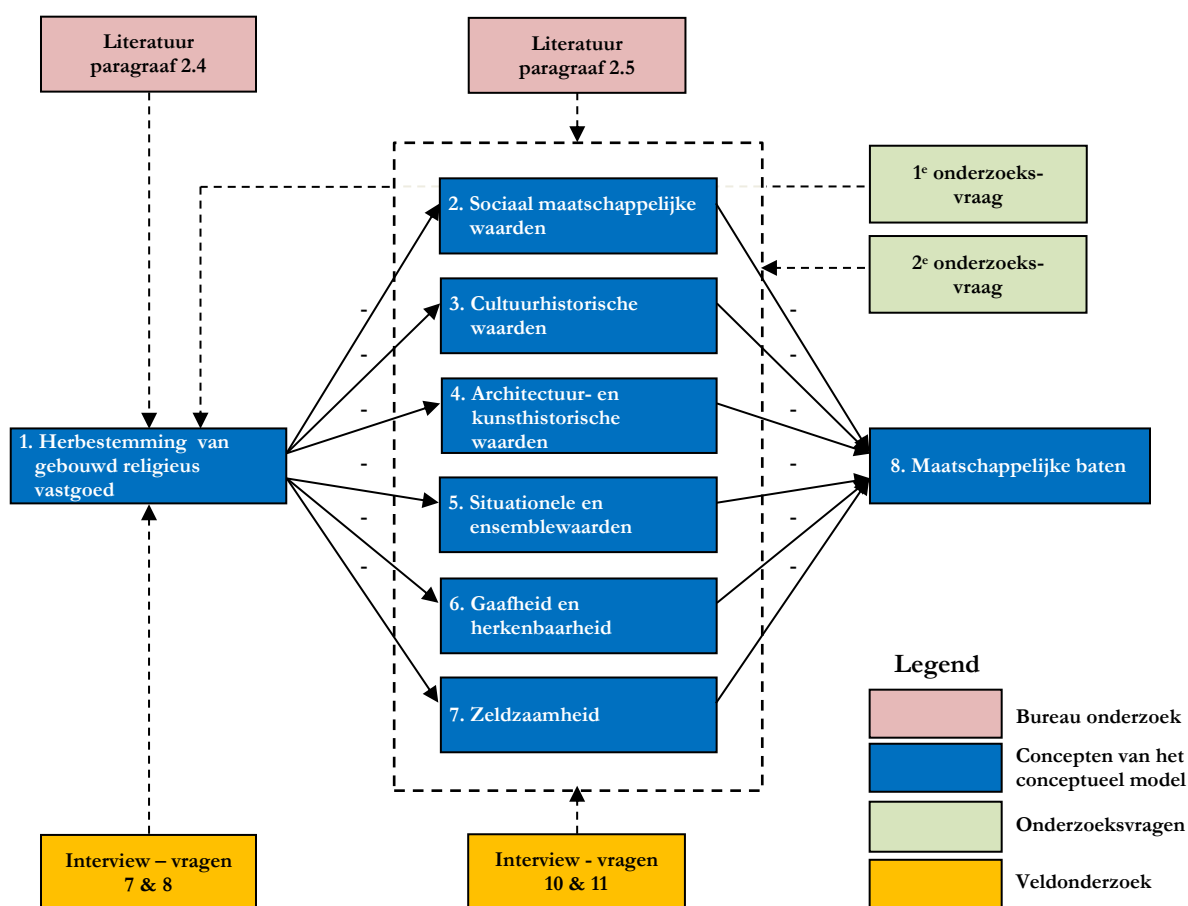 Literatuur
paragraaf 2.4
Literatuur
paragraaf 2.5
1e onderzoeks-
vraag
2e onderzoeks-
vraag
2. Sociaal maatschappelijke
waarden
3. Cultuurhistorische
waarden
4. Architectuur- en
kunsthistorische
waarden
1. Herbestemming van
gebouwd religieus
vastgoed
5. Situationele en
ensemblewaarden
8. Maatschappelijke baten
6. Gaafheid en
herkenbaarheid
7. Zeldzaamheid
-
-
-
-
-
-
-
-
-
-
-
-
Interview – vragen
7 & 8
Interview - vragen
10 & 11
Legend
Bureau onderzoek
Concepten van het
conceptueel model
Onderzoeksvragen
Veldonderzoek